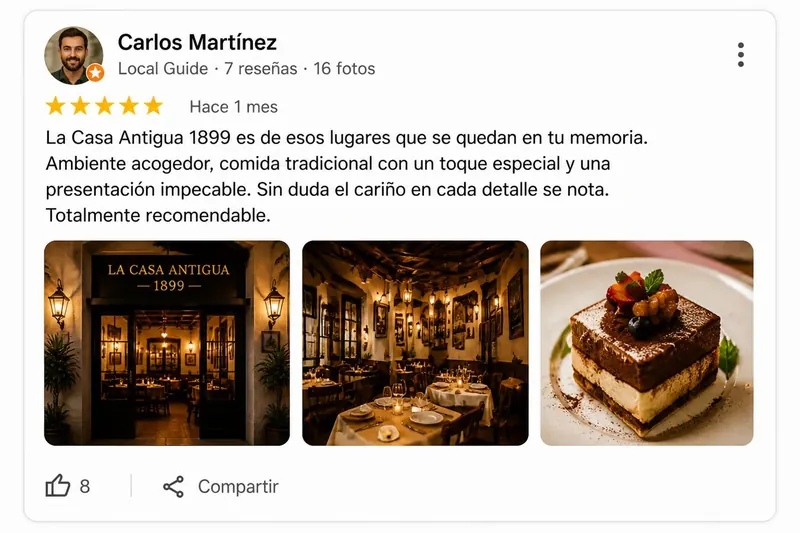 Carlos Martínez
Local Guide · 7 reseñas · 16 fotos
Hace 1 mes
La Casa Antigua 1899 es de esos lugares que se quedan en tu memoria.
Ambiente acogedor, comida tradicional con un toque especial y una
presentación impecable. Sin duda el cariño en cada detalle se nota.
Totalmente recomendable.
LA CASA ANTIGUA
— 1899 —
8
Compartir